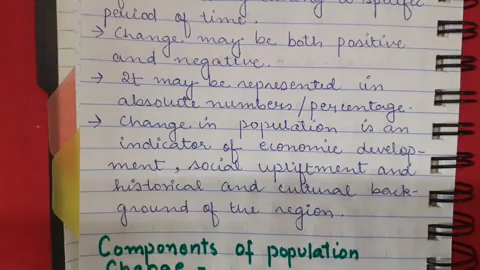 a specific
period of time.
→ Change may be both positive
and negative.
→ It may be represented in
absolute numbers/percentage.
→ Change in population is an
indicator of economic develop-
ment, social upliftment and
historical and cultural back-
ground of the region.
Components of population
Change -